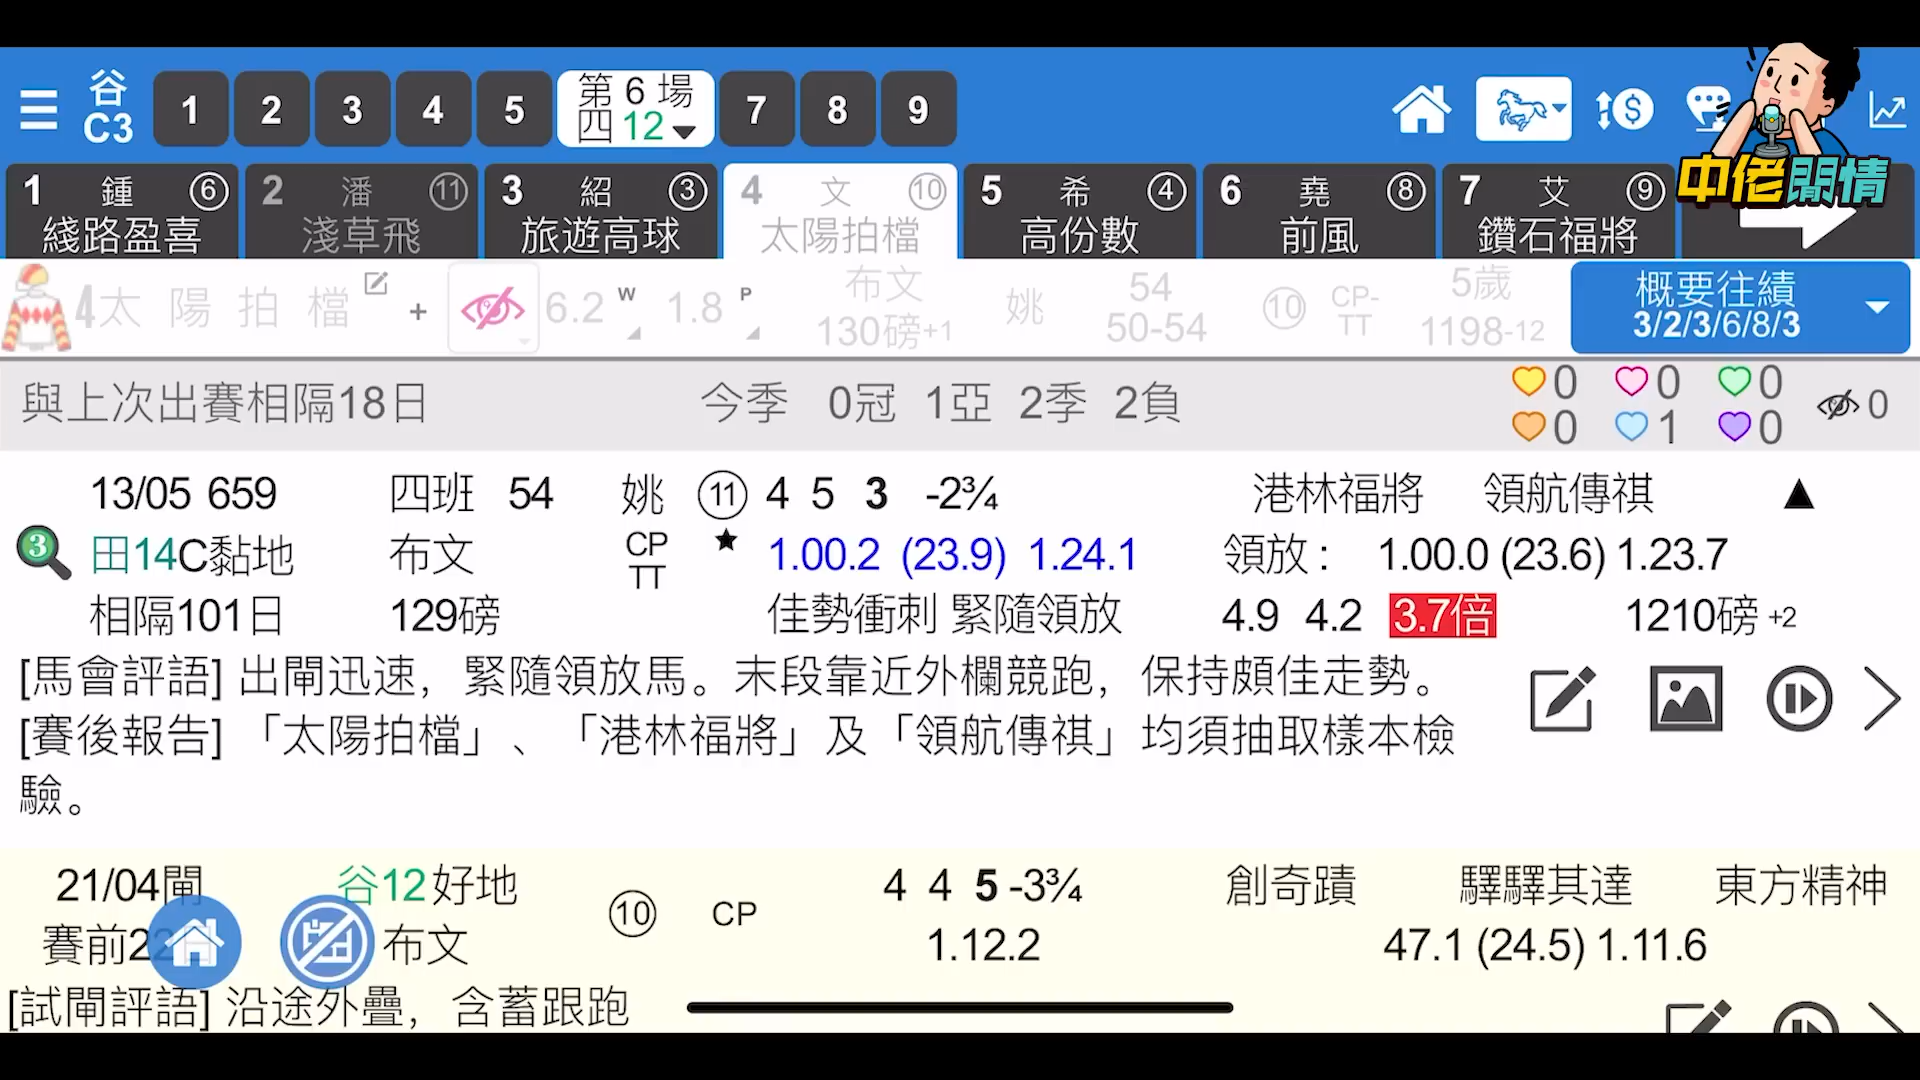 谷 C3 1 2 3 4 5 第 6 場 四 12 7 8 9
中佬閒情
1 鍾 ⑥ 綫路盈喜
2 潘 ⑪ 淺草飛
3 紹 ③ 旅遊高球
4 文 ⑩ 太陽拍檔
5 希 ④ 高份數
6 堯 ⑧ 前風
7 艾 ⑨ 鑽石福將
4 太陽拍檔 + 6.2 W 1.8 P 布文 130磅+1 姚 54 50-54 ⑩ CP-TT 5歲 1198-12
概要往績
3/2/3/6/8/3
與上次出賽相隔18日 今季 0冠 1亞 2季 2負
0 0 0 0
0 1 0
13/05 659 四班 54 姚 ⑪ 4 5 3 -2¾ 港林福將 領航傳祺 ▲
3 田14C黏地 布文 CP TT ★ 1.00.2 (23.9) 1.24.1 領放： 1.00.0 (23.6) 1.23.7
相隔101日 129磅 佳勢衝刺 緊隨領放 4.9 4.2 3.7倍 1210磅 +2
[馬會評語] 出閘迅速，緊隨領放馬。末段靠近外欄競跑，保持頗佳走勢。
[賽後報告] 「太陽拍檔」、「港林福將」及「領航傳祺」均須抽取樣本檢
驗。
21/04閘 谷12好地 ⑩ CP 4 4 5 -3¾ 創奇蹟 驛驛其達 東方精神
賽前22 布文 1.12.2 47.1 (24.5) 1.11.6
[試閘評語] 沿途外疊，含蓄跟跑